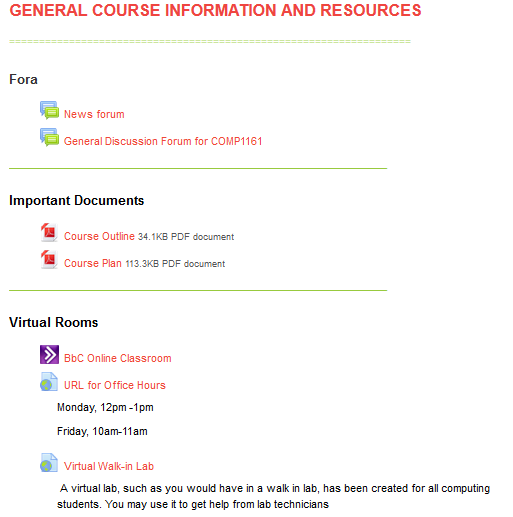 GENERAL COURSE INFORMATION AND RESOURCES
Fora
News forum
General Discussion Forum for COMP1161
Important Documents
Course Outline 34.1KB PDF document
Course Plan 113.3KB PDF document
Virtual Rooms
BbC Online Classroom
URL for Office Hours
Monday, 12pm -1pm
Friday, 10am-11am
Virtual Walk-in Lab
A virtual lab, such as you would have in a walk in lab, has been created for all computing
students. You may use it to get help from lab technicians